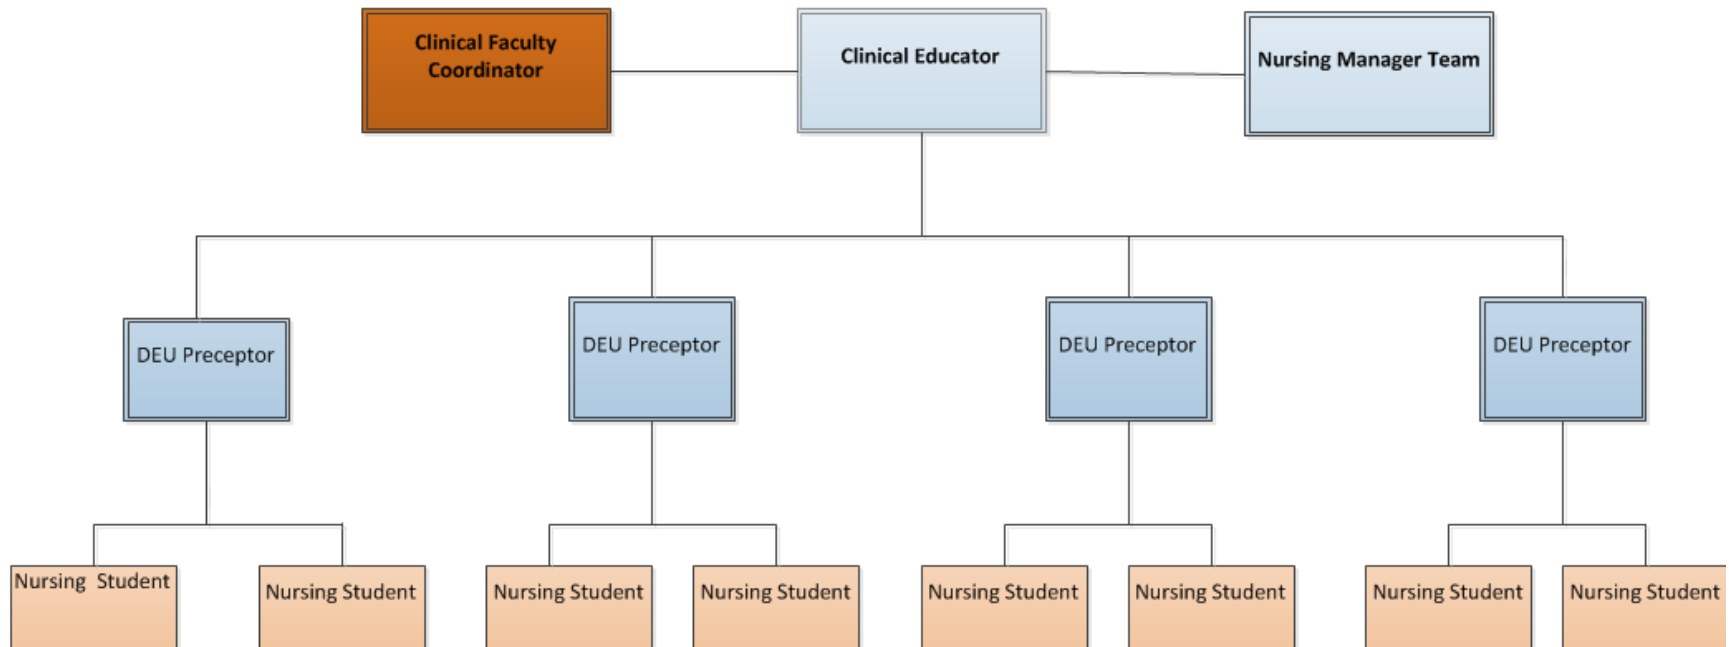 Clinical Faculty
Coordinator
Clinical Educator
Nursing Manager Team
DEU Preceptor
DEU Preceptor
DEU Preceptor
DEU Preceptor
Nursing  Student
Nursing Student
Nursing Student
Nursing Student
Nursing Student
Nursing Student
Nursing Student
Nursing Student